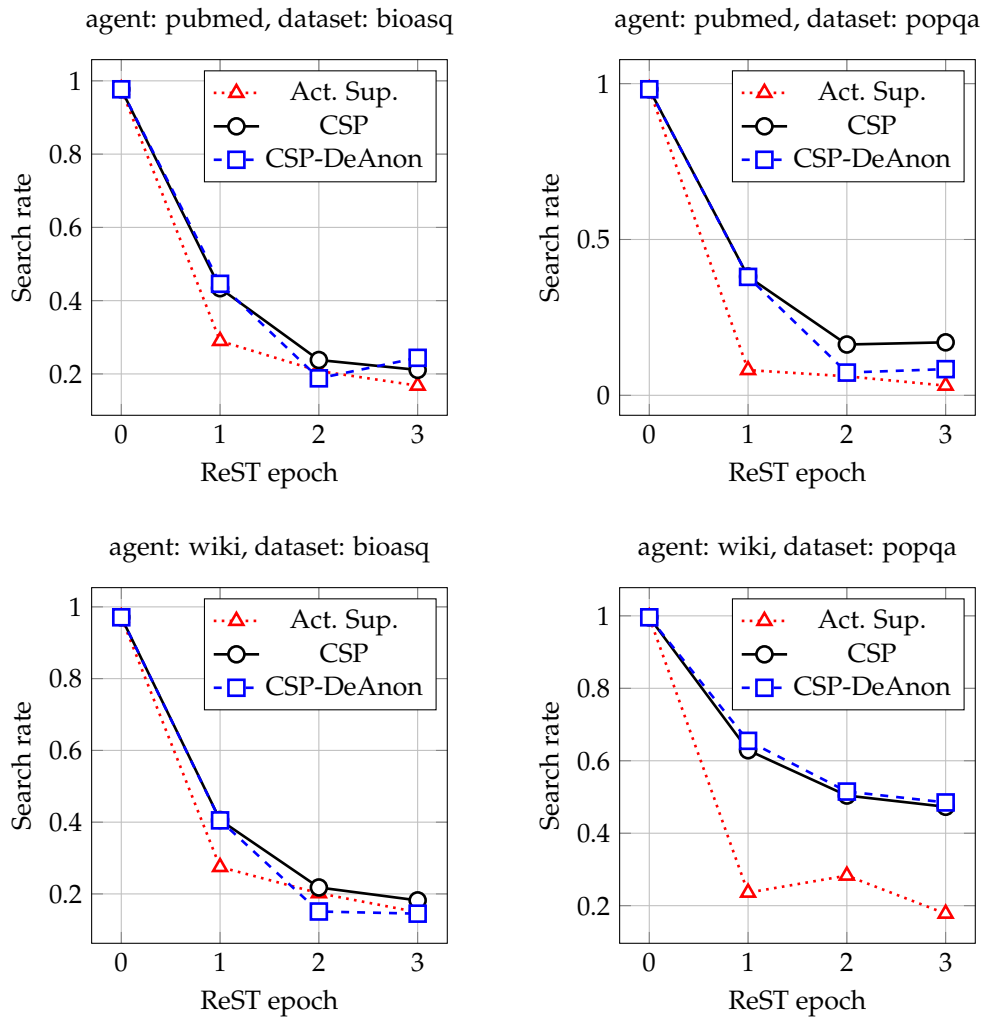 agent: pubmed, dataset: bioasq
Search rate
1
0.8
0.6
0.4
0.2
0 1 2 3
ReST epoch
Act. Sup.
CSP
CSP-DeAnon
agent: pubmed, dataset: popqa
Search rate
1
0.5
0
0 1 2 3
ReST epoch
Act. Sup.
CSP
CSP-DeAnon
agent: wiki, dataset: bioasq
Search rate
1
0.8
0.6
0.4
0.2
0 1 2 3
ReST epoch
Act. Sup.
CSP
CSP-DeAnon
agent: wiki, dataset: popqa
Search rate
1
0.8
0.6
0.4
0.2
0 1 2 3
ReST epoch
Act. Sup.
CSP
CSP-DeAnon